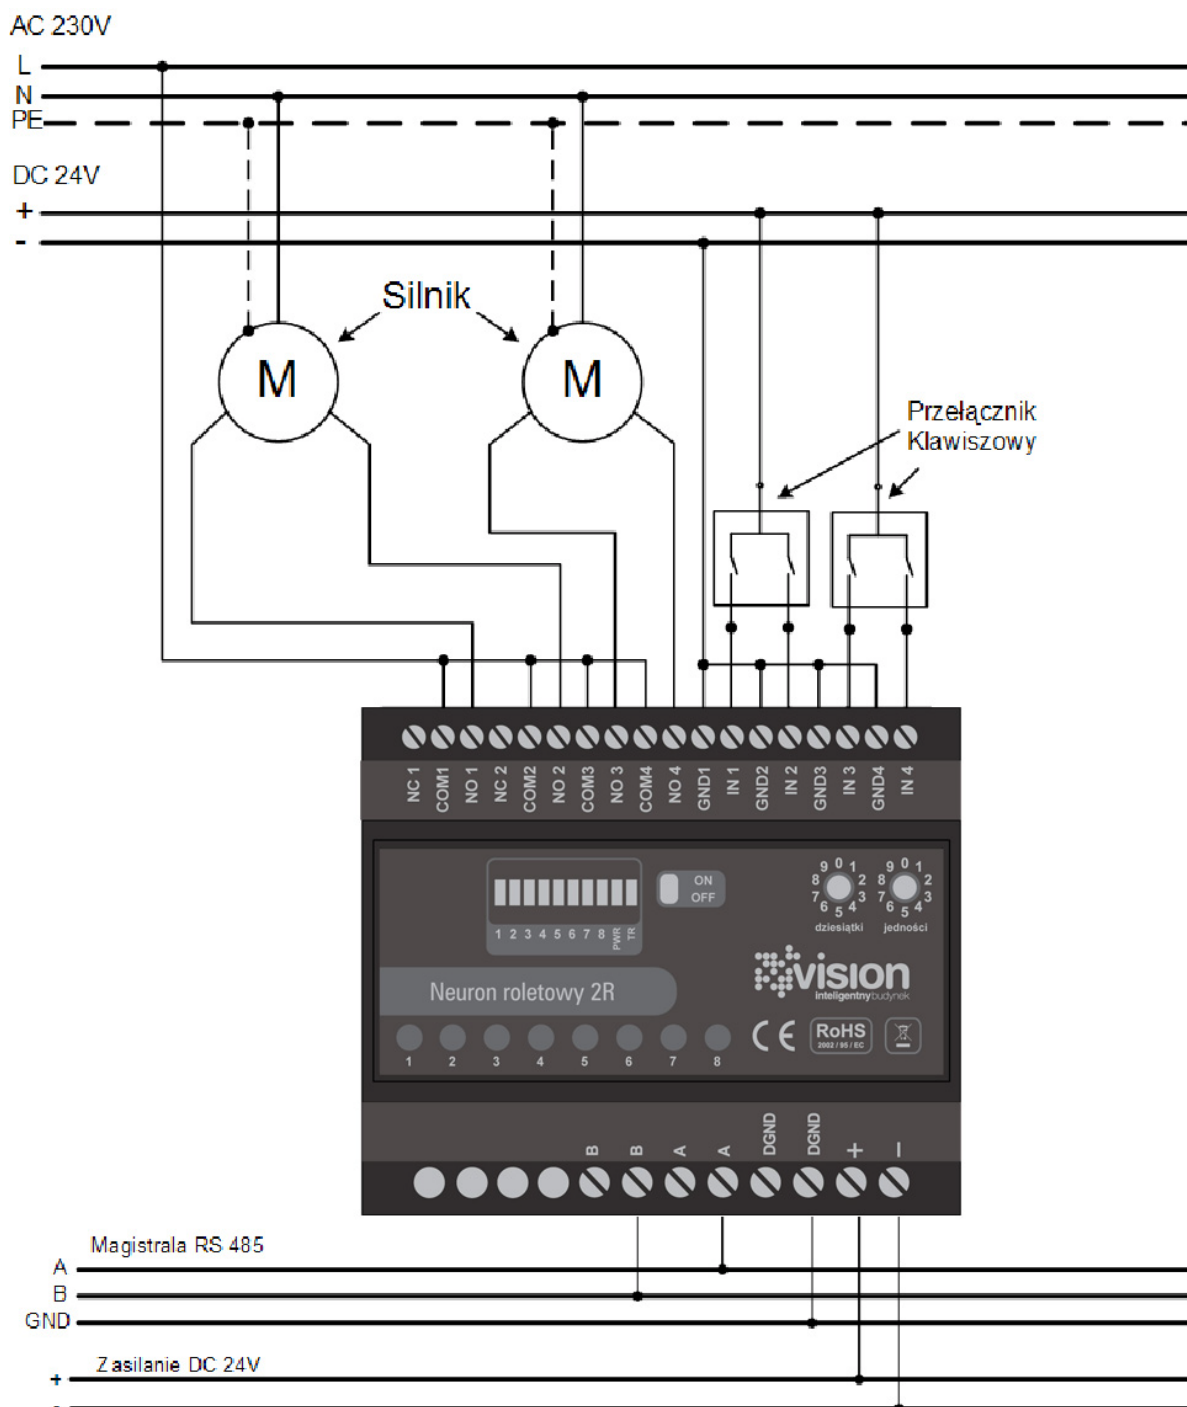 AC 230V
L
N
PE
DC 24V
+
-
Silnik
M
M
Przełącznik
Klawiszowy
NC 1
COM1
NO 1
NC 2
COM2
NO 2
COM3
NO 3
COM4
NO 4
GND1
IN 1
GND2
IN 2
GND3
IN 3
GND4
IN 4
1 2 3 4 5 6 7 8 PWR TR
ON
OFF
0 1 2 3 4 5 6 7 8 9
dziesiątki
0 1 2 3 4 5 6 7 8 9
jedności
vision
inteligentny budynek
Neuron roletowy 2R
CE
RoHS
2002 / 95 / EC
1 2 3 4 5 6 7 8
B
B
A
A
DGND
DGND
+
–
Magistrala RS 485
A
B
GND
Zasilanie DC 24V
+
-